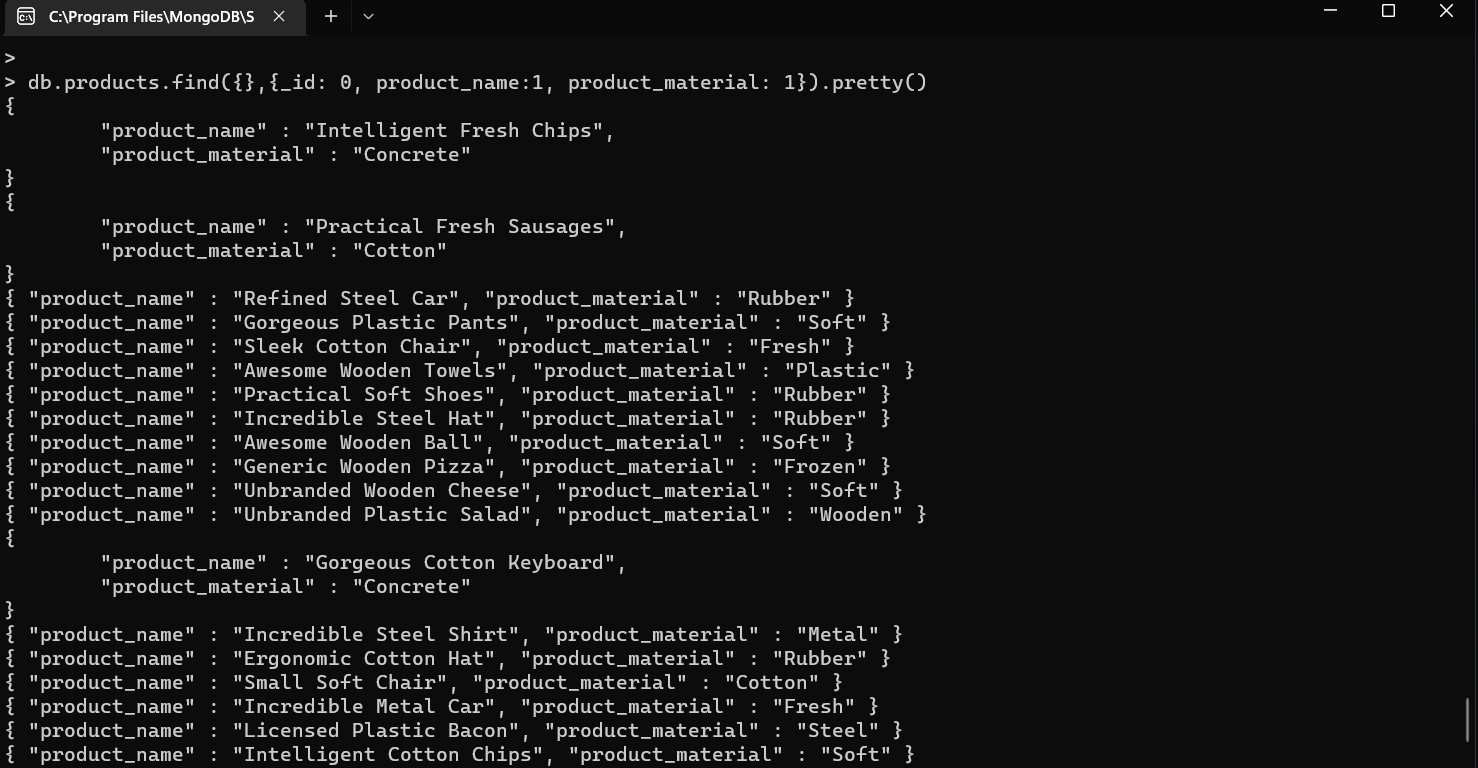 C:\Program Files\MongoDB\S
>
> db.products.find({},{_id: 0, product_name:1, product_material: 1}).pretty()
{
        "product_name" : "Intelligent Fresh Chips",
        "product_material" : "Concrete"
}
{
        "product_name" : "Practical Fresh Sausages",
        "product_material" : "Cotton"
}
{ "product_name" : "Refined Steel Car", "product_material" : "Rubber" }
{ "product_name" : "Gorgeous Plastic Pants", "product_material" : "Soft" }
{ "product_name" : "Sleek Cotton Chair", "product_material" : "Fresh" }
{ "product_name" : "Awesome Wooden Towels", "product_material" : "Plastic" }
{ "product_name" : "Practical Soft Shoes", "product_material" : "Rubber" }
{ "product_name" : "Incredible Steel Hat", "product_material" : "Rubber" }
{ "product_name" : "Awesome Wooden Ball", "product_material" : "Soft" }
{ "product_name" : "Generic Wooden Pizza", "product_material" : "Frozen" }
{ "product_name" : "Unbranded Wooden Cheese", "product_material" : "Soft" }
{ "product_name" : "Unbranded Plastic Salad", "product_material" : "Wooden" }
{
        "product_name" : "Gorgeous Cotton Keyboard",
        "product_material" : "Concrete"
}
{ "product_name" : "Incredible Steel Shirt", "product_material" : "Metal" }
{ "product_name" : "Ergonomic Cotton Hat", "product_material" : "Rubber" }
{ "product_name" : "Small Soft Chair", "product_material" : "Cotton" }
{ "product_name" : "Incredible Metal Car", "product_material" : "Fresh" }
{ "product_name" : "Licensed Plastic Bacon", "product_material" : "Steel" }
{ "product_name" : "Intelligent Cotton Chips", "product_material" : "Soft" }